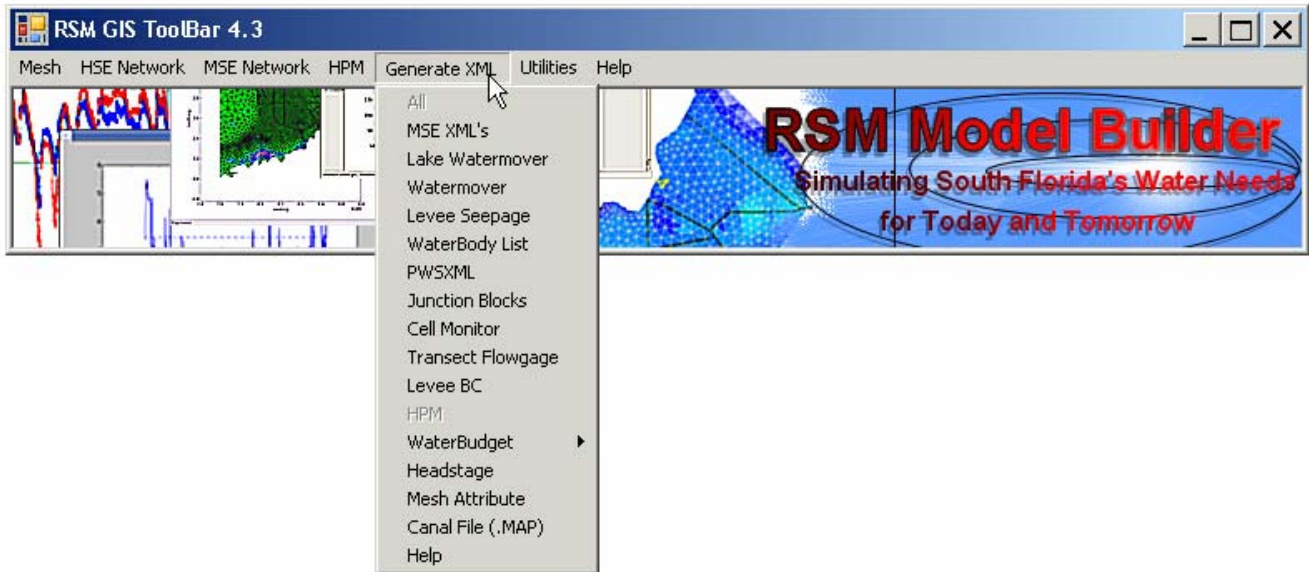 RSM GIS ToolBar 4.3
Mesh HSE Network MSE Network HPM Generate XML Utilities Help
RSM Model Builder
Simulating South Florida's Water Needs
for Today and Tomorrow
All
MSE XML's
Lake Watermover
Watermover
Levee Seepage
WaterBody List
PWSXML
Junction Blocks
Cell Monitor
Transect Flowgage
Levee BC
HPM
WaterBudget
Headstage
Mesh Attribute
Canal File (.MAP)
Help